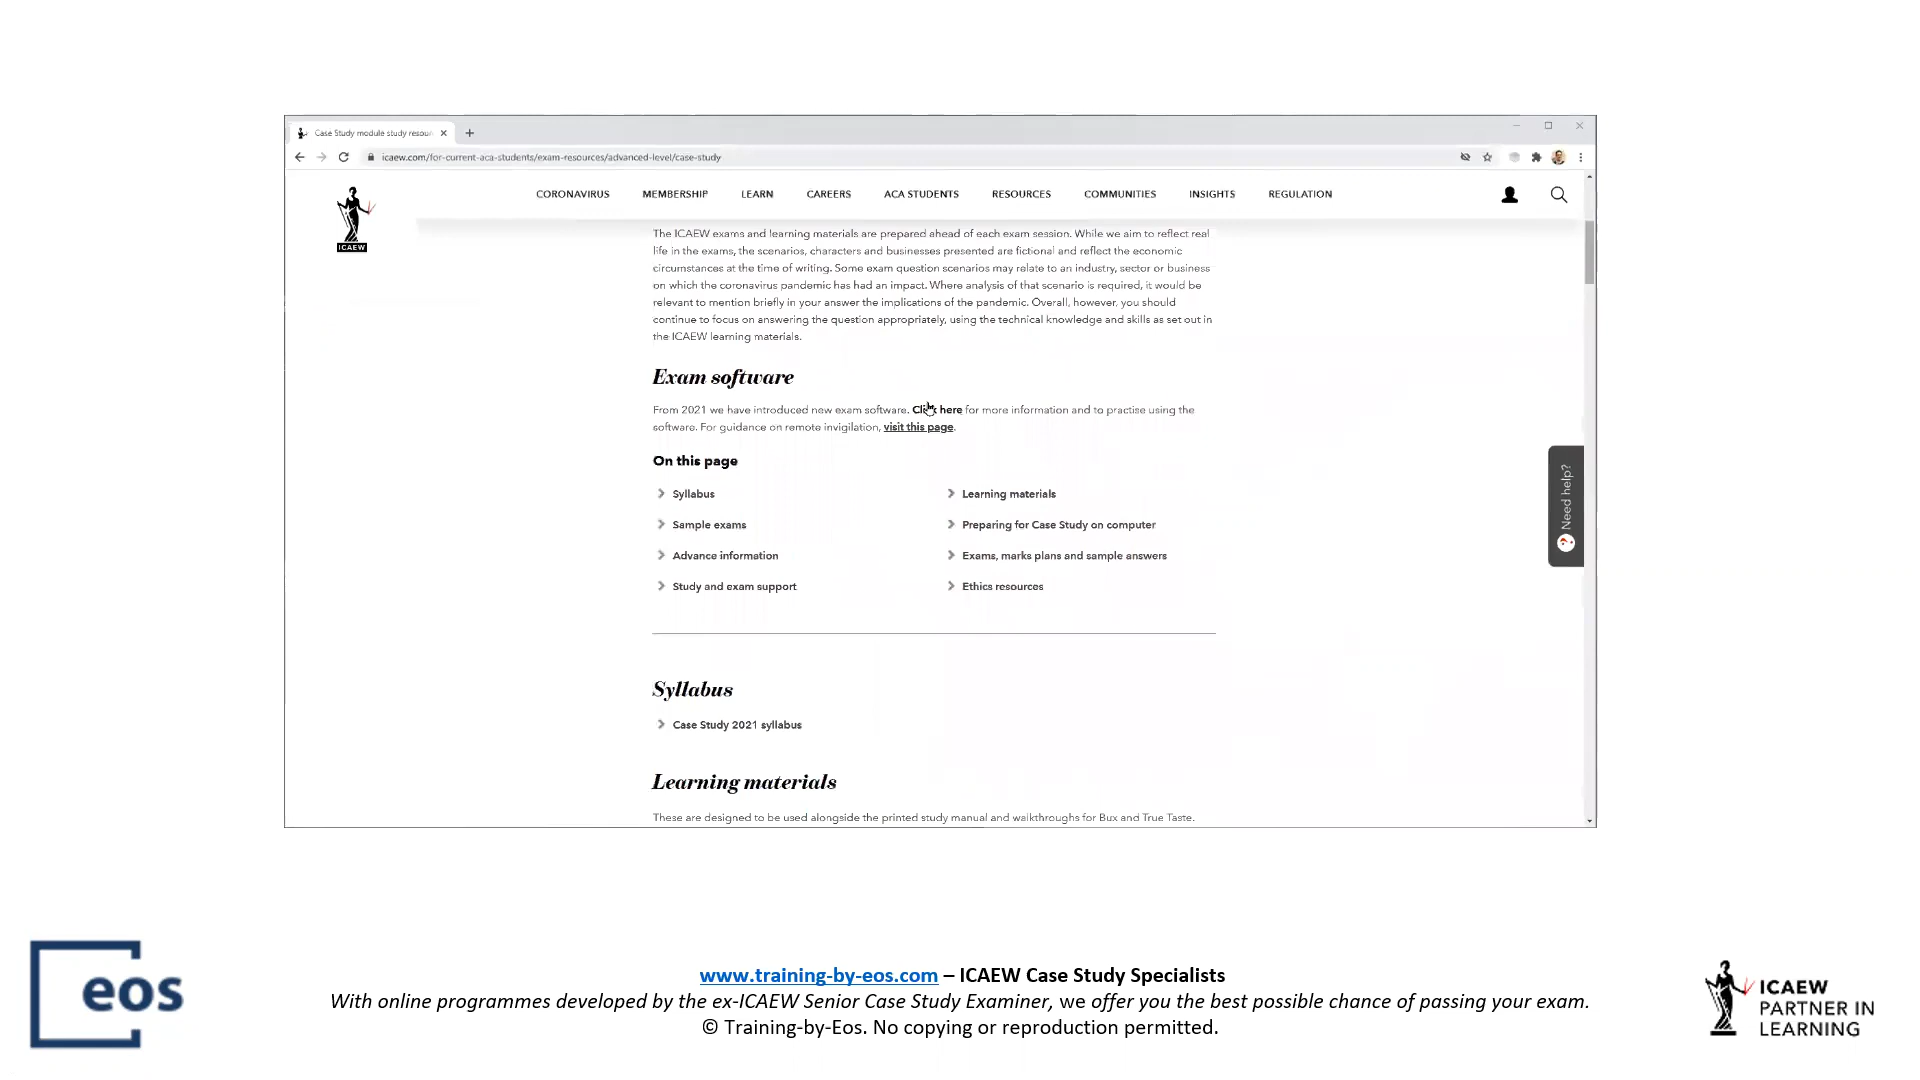 Case Study module study resour
icaew.com/for-current-aca-students/exam-resources/advanced-level/case-study
ICAEW
CORONAVIRUS MEMBERSHIP LEARN CAREERS ACA STUDENTS RESOURCES COMMUNITIES INSIGHTS REGULATION
The ICAEW exams and learning materials are prepared ahead of each exam session. While we aim to reflect real
life in the exams, the scenarios, characters and businesses presented are fictional and reflect the economic
circumstances at the time of writing. Some exam question scenarios may relate to an industry, sector or business
on which the coronavirus pandemic has had an impact. Where analysis of that scenario is required, it would be
relevant to mention briefly in your answer the implications of the pandemic. Overall, however, you should
continue to focus on answering the question appropriately, using the technical knowledge and skills as set out in
the ICAEW learning materials.
Exam software
From 2021 we have introduced new exam software. Click here for more information and to practise using the
software. For guidance on remote invigilation, visit this page.
On this page
Syllabus
Learning materials
Sample exams
Preparing for Case Study on computer
Advance information
Exams, marks plans and sample answers
Study and exam support
Ethics resources
Need help?
Syllabus
Case Study 2021 syllabus
Learning materials
These are designed to be used alongside the printed study manual and walkthroughs for Bux and True Taste.
eos
www.training-by-eos.com – ICAEW Case Study Specialists
With online programmes developed by the ex-ICAEW Senior Case Study Examiner, we offer you the best possible chance of passing your exam.
© Training-by-Eos. No copying or reproduction permitted.
ICAEW
PARTNER IN
LEARNING